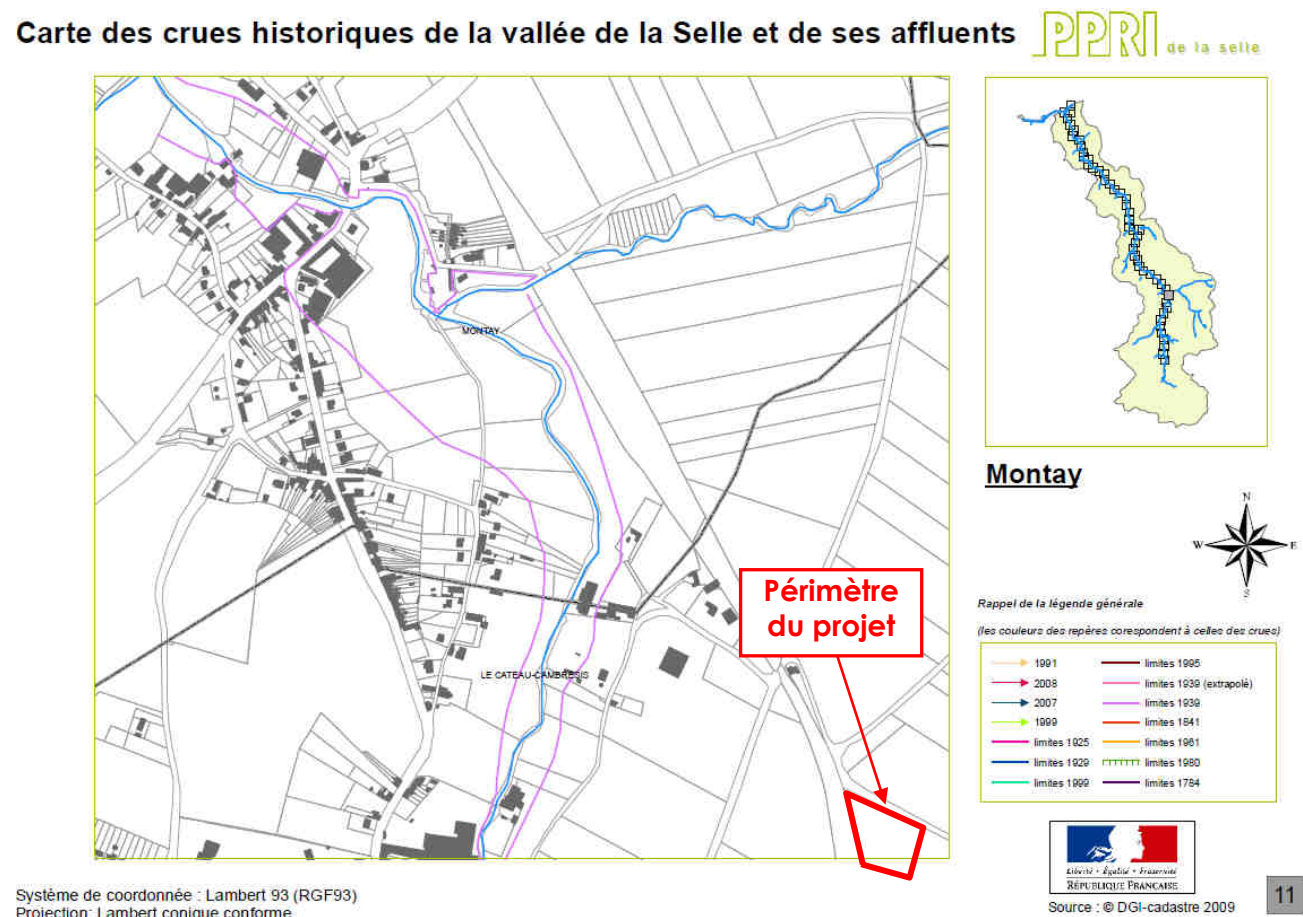 Carte des crues historiques de la vallée de la Selle et de ses affluents
PPRI
de la selle
MONTAY
LE CATEAU-CAMBRESIS
Périmètre
du projet
Montay
N
W
E
S
Rappel de la légende générale
(les couleurs des repères corespondent à celles des crues)
1991
2008
2007
1999
limites 1925
limites 1929
limites 1999
limites 1995
limites 1939 (extrapolé)
limites 1939
limites 1841
limites 1961
limites 1980
limites 1784
Liberté • Égalité • Fraternité
RÉPUBLIQUE FRANÇAISE
Source : © DGI-cadastre 2009
11
Système de coordonnée : Lambert 93 (RGF93)
Projection: Lambert conique conforme